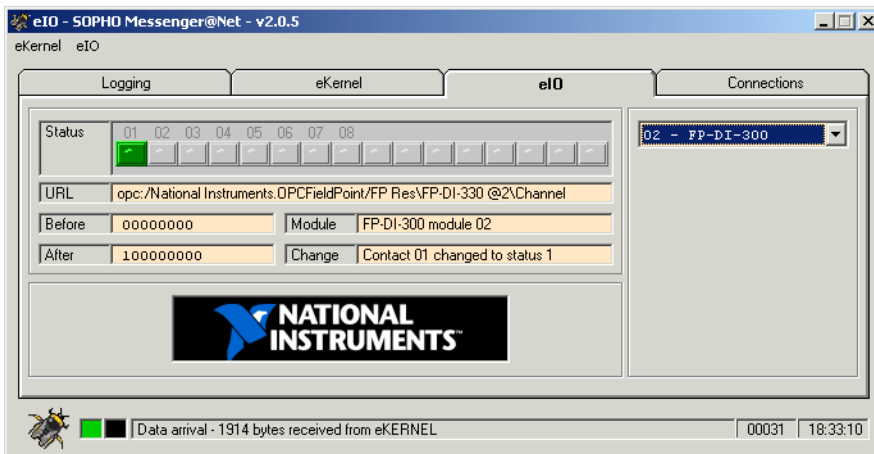 eIO - SOPHO Messenger@Net - v2.0.5
eKernel eIO
Logging eKernel eIO Connections
Status 01 02 03 04 05 06 07 08
02 - FP-DI-300
URL opc:/National Instruments.OPCFieldPoint/FP Res\FP-DI-330 @2\Channel
Before 00000000 Module FP-DI-300 module 02
After 100000000 Change Contact 01 changed to status 1
NATIONAL
INSTRUMENTS™
Data arrival - 1914 bytes received from eKERNEL 00031 18:33:10